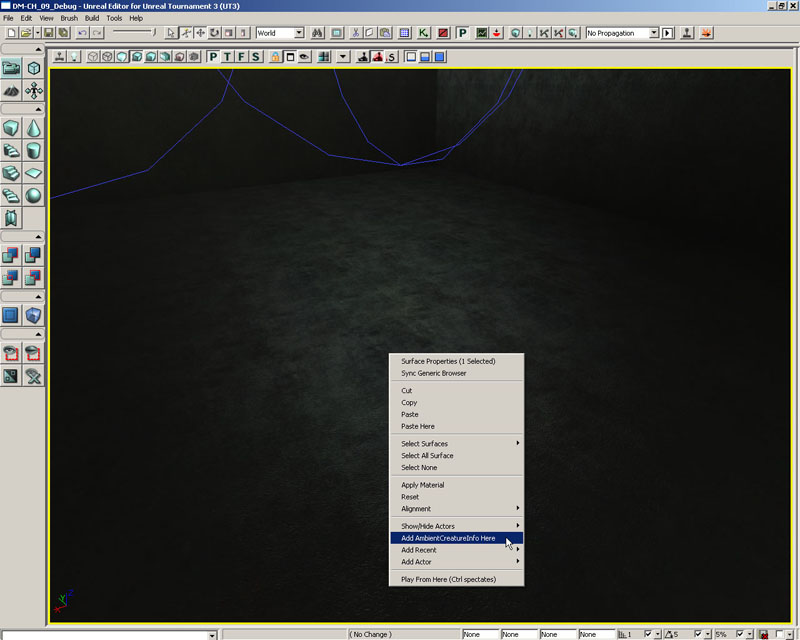 DM-CH_09_Debug - Unreal Editor for Unreal Tournament 3 (UT3)
File Edit View Brush Build Tools Help
World
No Propagation
P T F S
S
Surface Properties (1 Selected)
Sync Generic Browser
Cut
Copy
Paste
Paste Here
Select Surfaces
Select All Surface
Select None
Apply Material
Reset
Alignment
Show/Hide Actors
Add AmbientCreatureInfo Here
Add Recent
Add Actor
Play From Here (Ctrl spectates)
( No Change ) None None None None 1 5 5%